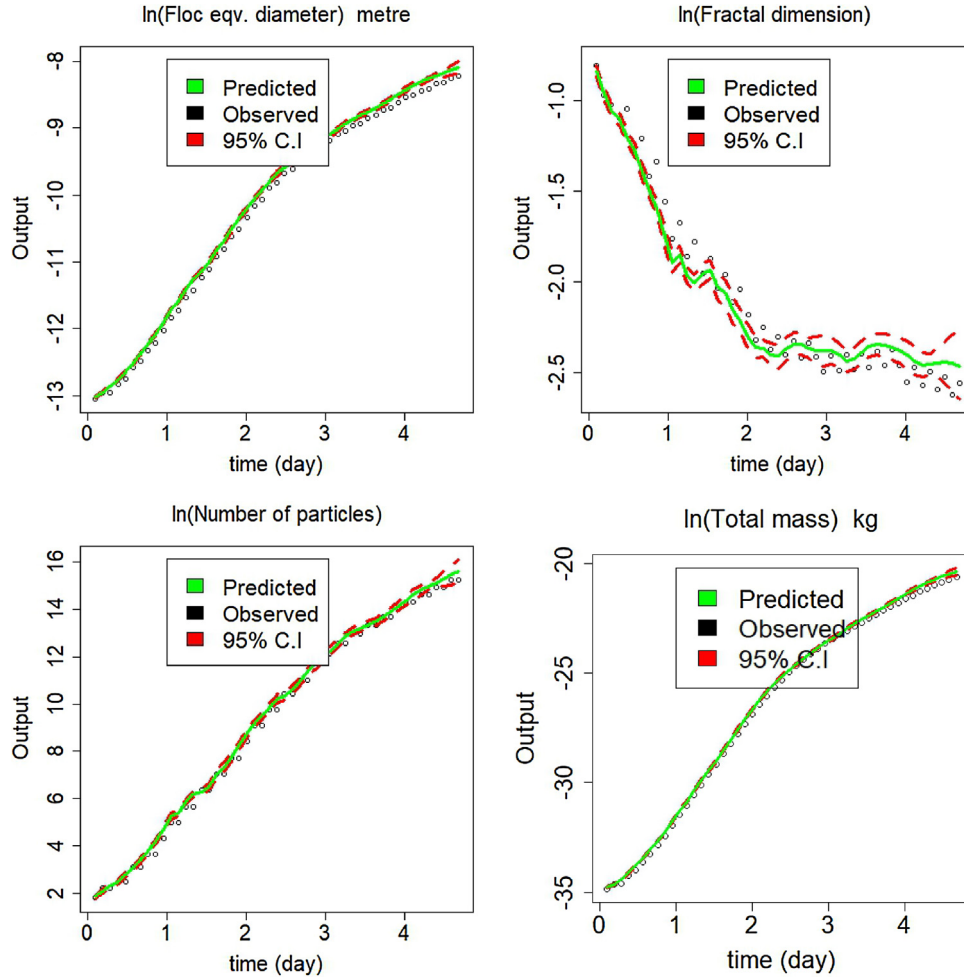 ln(Floc eqv. diameter) metre
Output
-8
-9
-10
-11
-12
-13
Predicted
Observed
95% C.I
0 1 2 3 4
time (day)
ln(Fractal dimension)
Output
-1.0
-1.5
-2.0
-2.5
Predicted
Observed
95% C.I
0 1 2 3 4
time (day)
ln(Number of particles)
Output
16
14
12
10
8
6
4
2
Predicted
Observed
95% C.I
0 1 2 3 4
time (day)
ln(Total mass) kg
Output
-20
-25
-30
-35
Predicted
Observed
95% C.I
0 1 2 3 4
time (day)